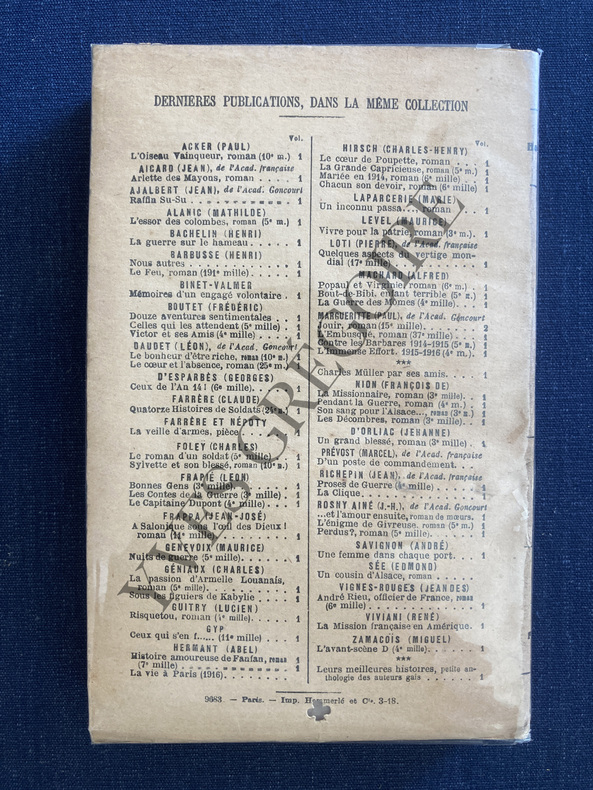 DERNIÈRES PUBLICATIONS, DANS LA MÊME COLLECTION
Vol.
ACKER (PAUL)
L'Oiseau Vainqueur, roman (10e m.) 1
AICARD (JEAN), de l'Acad. française
Arlette des Mayons, roman . . . . . 1
AJALBERT (JEAN), de l'Acad. Goncourt
Raffin Su-Su . . . . . . . . . 1
ALANIC (MATHILDE)
L'essor des colombes, roman (5e m.) 1
BACHELIN (HENRI)
La guerre sur le hameau . . . . . 1
BARBUSSE (HENRI)
Nous autres . . . . . . . . . . 1
Le Feu, roman (191e mille) . . . . . 1
BINET-VALMER
Mémoires d'un engagé volontaire . 1
BOUTET (FRÉDÉRIC)
Douze aventures sentimentales . . 1
Celles qui les attendent (5e mille) . . 1
Victor et ses Amis (4e mille) . . . . 1
DAUDET (LÉON), de l'Acad. Goncourt
Le bonheur d'être riche, roman (10e m.) 1
Le cœur et l'absence, roman (25e m.) 1
D'ESPARBÈS (GEORGES)
Ceux de l'An 14! (6e mille). . . . . 1
FARRÈRE (CLAUDE)
Quatorze Histoires de Soldats (21e m.) 1
FARRÈRE ET NÉPOTY
La veillé d'armes, pièce . . . . 1
FOLEY (CHARLES)
Le roman d'un soldat (5e mille) . . . 1
Sylvette et son blessé, roman (10e m.) 1
FRAPIÉ (LÉON)
Bonnes Gens (3e mille). . . . . . 1
Les Contes de la Guerre (3e mille) . 1
Le Capitaine Dupont (4e mille) . . 1
FRAPPA (JEAN-JOSÉ)
A Salonique sous l'œil des Dieux!
roman (11e mille) . . . . . . . 1
GENEVOIX (MAURICE)
Nuits de guerre (5e mille). . . . . 1
GÉNIAUX (CHARLES)
La passion d'Armelle Louanais,
roman (5e mille) . . . . . . . 1
Sous les figuiers de Kabylie . . . . 1
GUITRY (LUCIEN)
Risquetou, roman (4e mille) . . . . 1
GYP
Ceux qui s'en f...... (11e mille) . . 1
HERMANT (ABEL)
Histoire amoureuse de Fanfan, roman
(7e mille) . . . . . . . . . . 1
La vie à Paris (1916). . . . . . . 1
Vol.
HIRSCH (CHARLES-HENRY)
Le cœur de Poupette, roman . . . . 1
La Grande Capricieuse, roman (5e m.) 1
Mariée en 1914, roman (6e mille) . . 1
Chacun son devoir, roman (6e mille) 1
LAPARCERIE (MARIE)
Un inconnu passa..., roman . . . 1
LEVEL (MAURICE)
Vivre pour la patrie, roman (3e m.) . 1
LOTI (PIERRE), de l'Acad. française
Quelques aspects du vertige mon-
dial (17e mille). . . . . . . . 1
MACHARD (ALFRED)
Popaul et Virginie, roman (6e m.) . 1
Bout-de-Bibi, enfant terrible (5e m.) 1
La Guerre des Mômes (4e mille) . . 1
MARGUERITTE (PAUL), de l'Acad. Goncourt
Jouir, roman (15e mille) . . . . . . 2
L'Embusqué, roman (37e mille) . . . 1
Contre les Barbares 1914-1915 (5e m.) 1
L'Immense Effort. 1915-1916 (4e m.) . 1
***
Charles Müller par ses amis. . . . . 1
NION (FRANÇOIS DE)
La Missionnaire, roman (3e mille) . . 1
Pendant la Guerre, roman (4e m.) . 1
Son sang pour l'Alsace..., roman (3e m.) 1
Les Décombres, roman (3e mille) . . 1
D'ORLIAC (JEHANNE)
Un grand blessé, roman (3e mille) . 1
PRÉVOST (MARCEL), de l'Acad. française
D'un poste de commandement. . .
RICHEPIN (JEAN), de l'Acad. française
Proses de Guerre (4e mille) . . . . 1
La Clique. . . . . . . . . . . 1
ROSNY AINÉ (J.-H.), de l'Acad. Goncourt
...et l'amour ensuite, roman de mœurs. 1
L'énigme de Givreuse, roman (5e m.) 1
Perdus?, roman (5e mille) . . . . 1
SAVIGNON (ANDRÉ)
Une femme dans chaque port. . . . 1
SÉE (EDMOND)
Un cousin d'Alsace, roman . . . .
VIGNES-ROUGES (JEAN DES)
André Rieu, officier de France, roman
(6e mille) . . . . . . . . . . 1
VIVIANI (RENÉ)
La Mission française en Amérique. 1
ZAMACOIS (MIGUEL)
L'avant-scène D (4e mille). . . . . 1
***
Leurs meilleures histoires, petite an-
thologie des auteurs gais . . . . . 1
9683. — Paris. — Imp. Hemmerlé et Cie. 3-18.
YVES GRÉGOIRE